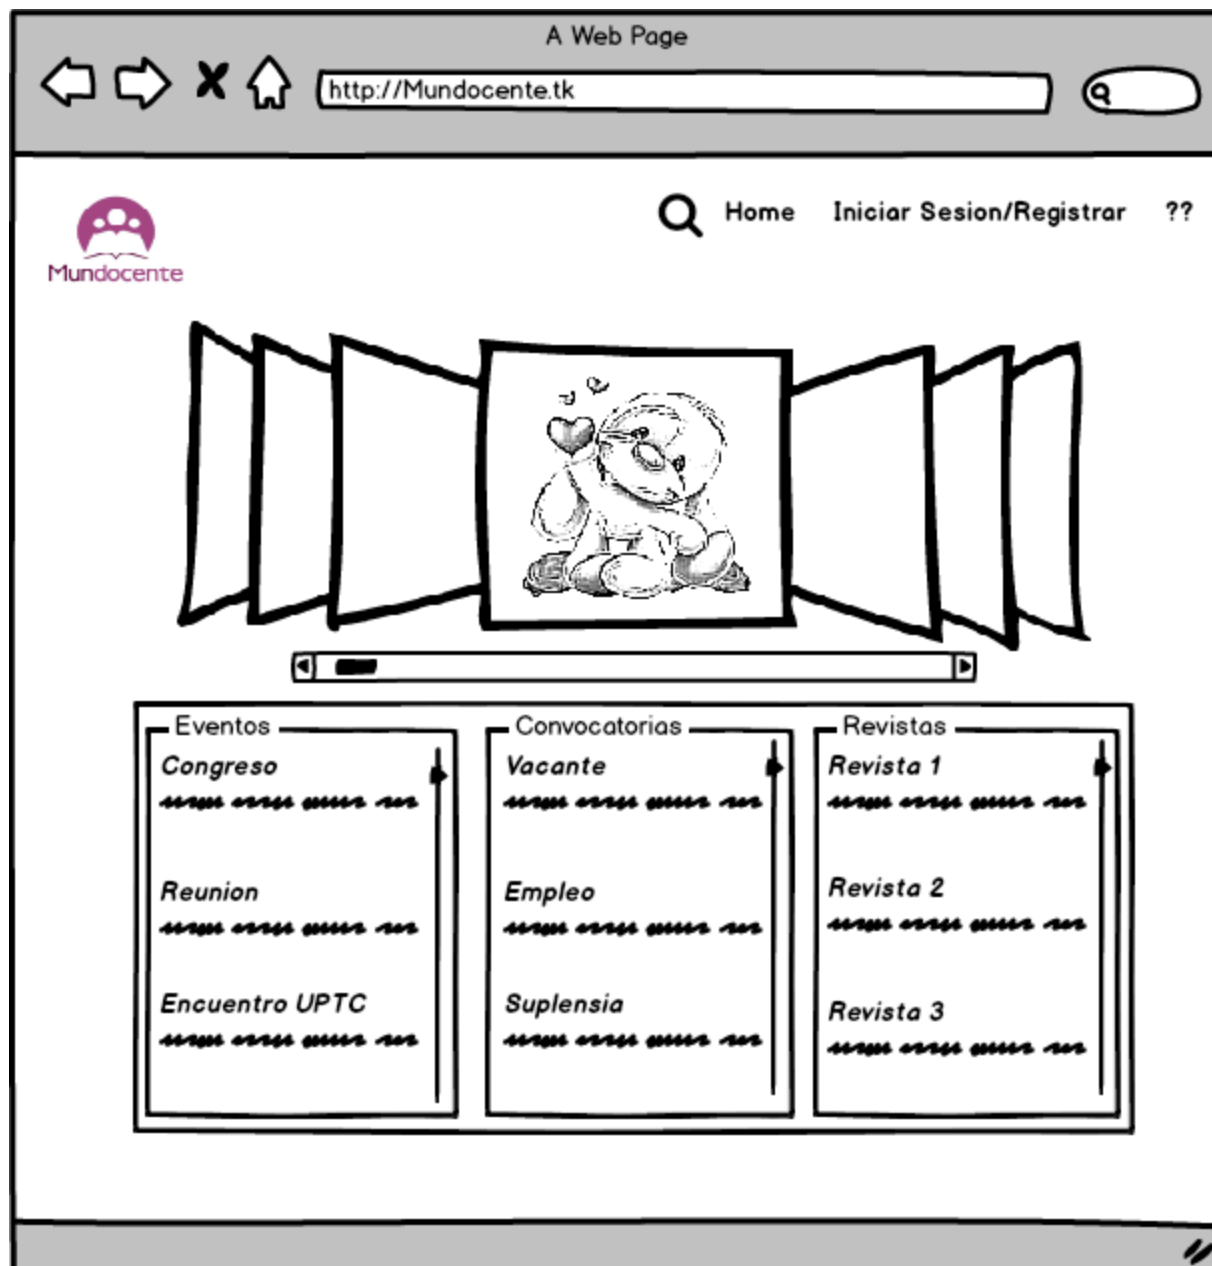 A Web Page
http://Mundocente.tk
Home Iniciar Sesion/Registrar ??
Mundocente
Eventos
Congreso
Reunion
Encuentro UPTC
Convocatorias
Vacante
Empleo
Suplensia
Revistas
Revista 1
Revista 2
Revista 3